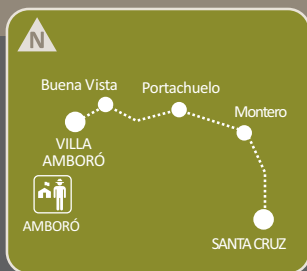 N
Buena Vista
Portachuelo
Montero
VILLA
AMBORÓ
AMBORÓ
SANTA CRUZ